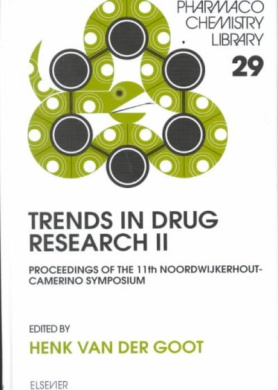 PHARMACO
CHEMISTRY
LIBRARY
29
TRENDS IN DRUG
RESEARCH II
PROCEEDINGS OF THE 11th NOORDWIJKERHOUT-
CAMERINO SYMPOSIUM
EDITED BY
HENK VAN DER GOOT
ELSEVIER